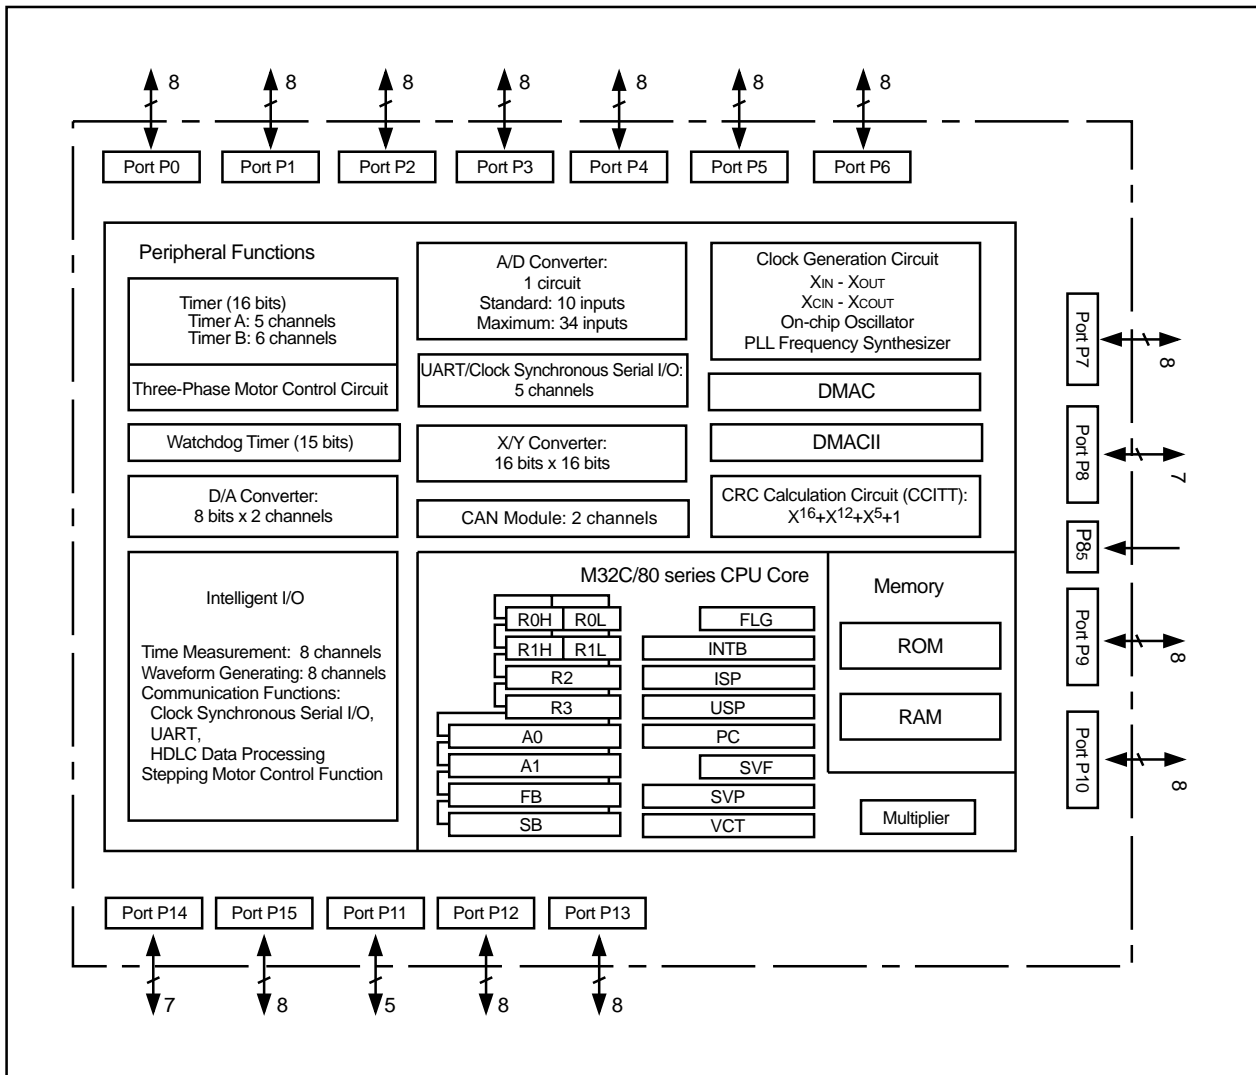 8 8 8 8 8 8 8
Port P0 Port P1 Port P2 Port P3 Port P4 Port P5 Port P6
Peripheral Functions
Timer (16 bits)
Timer A: 5 channels
Timer B: 6 channels
Three-Phase Motor Control Circuit
Watchdog Timer (15 bits)
D/A Converter:
8 bits x 2 channels
A/D Converter:
1 circuit
Standard: 10 inputs
Maximum: 34 inputs
UART/Clock Synchronous Serial I/O:
5 channels
X/Y Converter:
16 bits x 16 bits
CAN Module: 2 channels
Clock Generation Circuit
XIN - XOUT
XCIN - XCOUT
On-chip Oscillator
PLL Frequency Synthesizer
DMAC
DMACII
CRC Calculation Circuit (CCITT):
X16+X12+X5+1
Intelligent I/O
Time Measurement: 8 channels
Waveform Generating: 8 channels
Communication Functions:
Clock Synchronous Serial I/O,
UART,
HDLC Data Processing
Stepping Motor Control Function
M32C/80 series CPU Core
R0H R0L
R1H R1L
R2
R3
A0
A1
FB
SB
FLG
INTB
ISP
USP
PC
SVF
SVP
VCT
Memory
ROM
RAM
Multiplier
Port P7
8
Port P8
7
P85
Port P9
8
Port P10
8
Port P14 Port P15 Port P11 Port P12 Port P13
7 8 5 8 8